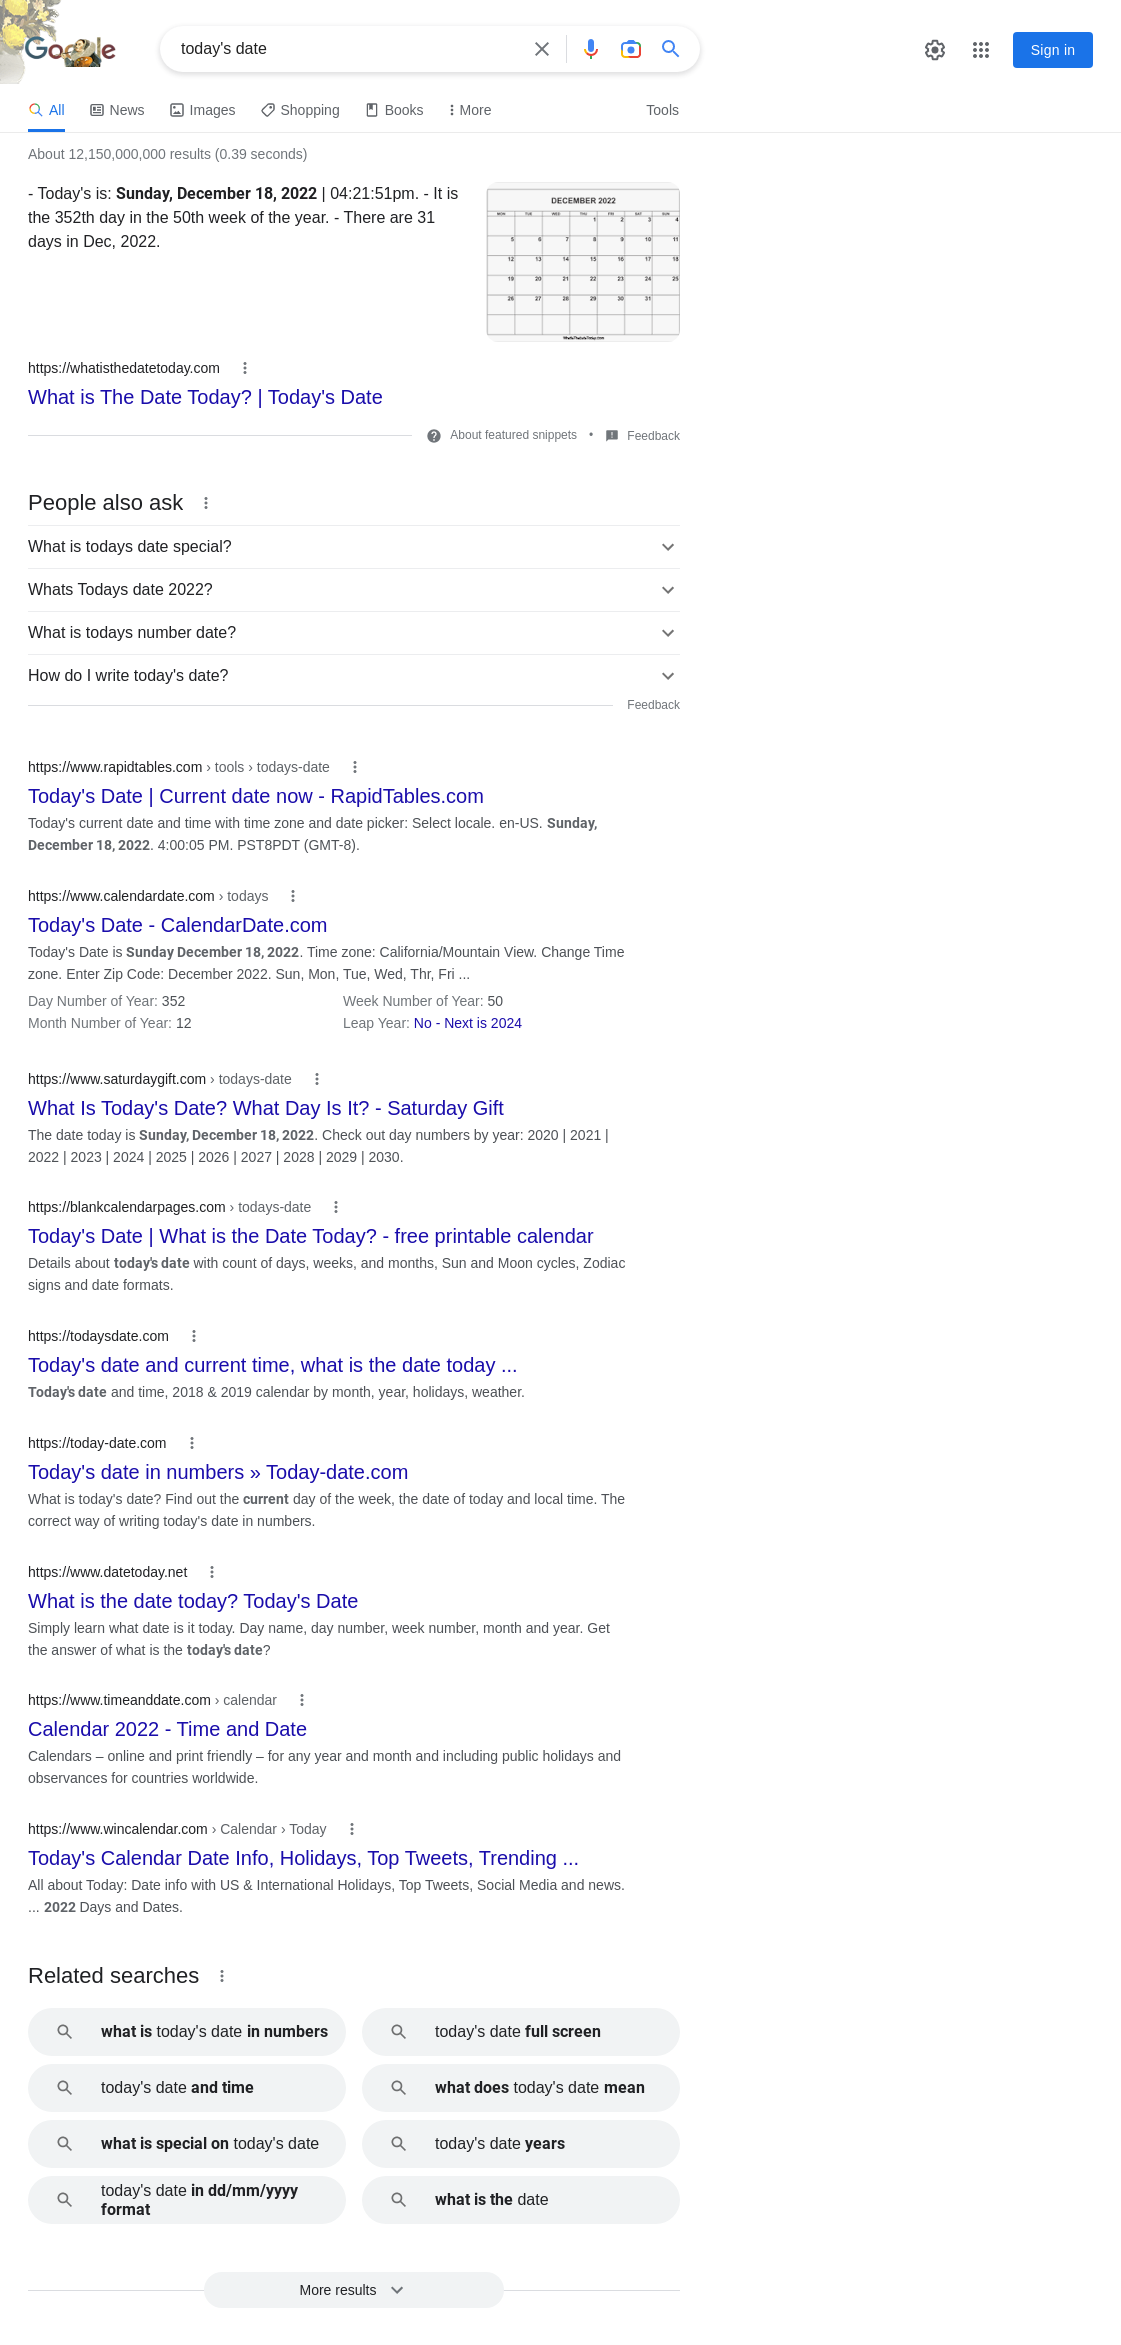 Google
today's date
Sign in
All News Images Shopping Books More Tools
About 12,150,000,000 results (0.39 seconds)
- Today's is: Sunday, December 18, 2022 | 04:21:51pm. - It is
the 352th day in the 50th week of the year. - There are 31
days in Dec, 2022.
DECEMBER 2022
MON TUE WED THU FRI SAT SUN
1 2 3 4
5 6 7 8 9 10 11
12 13 14 15 16 17 18
19 20 21 22 23 24 25
26 27 28 29 30 31
WhatIsTheDateToday.com
https://whatisthedatetoday.com
What is The Date Today? | Today's Date
About featured snippets • Feedback
People also ask
What is todays date special?
Whats Todays date 2022?
What is todays number date?
How do I write today's date?
Feedback
https://www.rapidtables.com › tools › todays-date
Today's Date | Current date now - RapidTables.com
Today's current date and time with time zone and date picker: Select locale. en-US. Sunday,
December 18, 2022. 4:00:05 PM. PST8PDT (GMT-8).
https://www.calendardate.com › todays
Today's Date - CalendarDate.com
Today's Date is Sunday December 18, 2022. Time zone: California/Mountain View. Change Time
zone. Enter Zip Code: December 2022. Sun, Mon, Tue, Wed, Thr, Fri ...
Day Number of Year: 352 Week Number of Year: 50
Month Number of Year: 12 Leap Year: No - Next is 2024
https://www.saturdaygift.com › todays-date
What Is Today's Date? What Day Is It? - Saturday Gift
The date today is Sunday, December 18, 2022. Check out day numbers by year: 2020 | 2021 |
2022 | 2023 | 2024 | 2025 | 2026 | 2027 | 2028 | 2029 | 2030.
https://blankcalendarpages.com › todays-date
Today's Date | What is the Date Today? - free printable calendar
Details about today's date with count of days, weeks, and months, Sun and Moon cycles, Zodiac
signs and date formats.
https://todaysdate.com
Today's date and current time, what is the date today ...
Today's date and time, 2018 & 2019 calendar by month, year, holidays, weather.
https://today-date.com
Today's date in numbers » Today-date.com
What is today's date? Find out the current day of the week, the date of today and local time. The
correct way of writing today's date in numbers.
https://www.datetoday.net
What is the date today? Today's Date
Simply learn what date is it today. Day name, day number, week number, month and year. Get
the answer of what is the today's date?
https://www.timeanddate.com › calendar
Calendar 2022 - Time and Date
Calendars – online and print friendly – for any year and month and including public holidays and
observances for countries worldwide.
https://www.wincalendar.com › Calendar › Today
Today's Calendar Date Info, Holidays, Top Tweets, Trending ...
All about Today: Date info with US & International Holidays, Top Tweets, Social Media and news.
... 2022 Days and Dates.
Related searches
what is today's date in numbers
today's date full screen
today's date and time
what does today's date mean
what is special on today's date
today's date years
today's date in dd/mm/yyyy
format
what is the date
More results